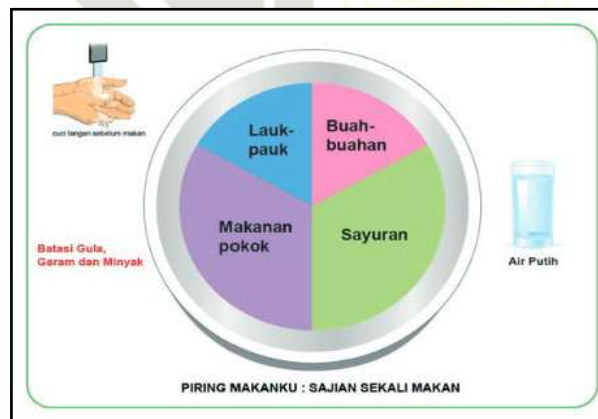 cuci tangan sebelum makan
Lauk-
pauk
Buah-
buahan
Makanan
pokok
Sayuran
Batasi Gula,
Garam dan Minyak
Air Putih
PIRING MAKANKU : SAJIAN SEKALI MAKAN